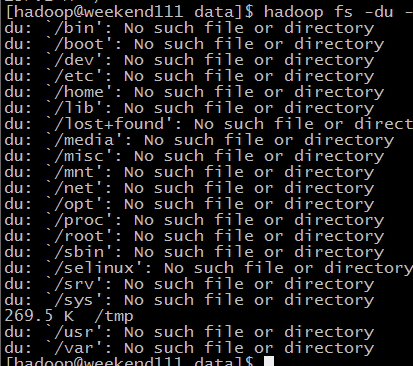 [hadoop@weekend111 data]$ hadoop fs -du -
du: `/bin': No such file or directory
du: `/boot': No such file or directory
du: `/dev': No such file or directory
du: `/etc': No such file or directory
du: `/home': No such file or directory
du: `/lib': No such file or directory
du: `/lost+found': No such file or direct
du: `/media': No such file or directory
du: `/misc': No such file or directory
du: `/mnt': No such file or directory
du: `/net': No such file or directory
du: `/opt': No such file or directory
du: `/proc': No such file or directory
du: `/root': No such file or directory
du: `/sbin': No such file or directory
du: `/selinux': No such file or directory
du: `/srv': No such file or directory
du: `/sys': No such file or directory
269.5 K  /tmp
du: `/usr': No such file or directory
du: `/var': No such file or directory
[hadoop@weekend111 data]$